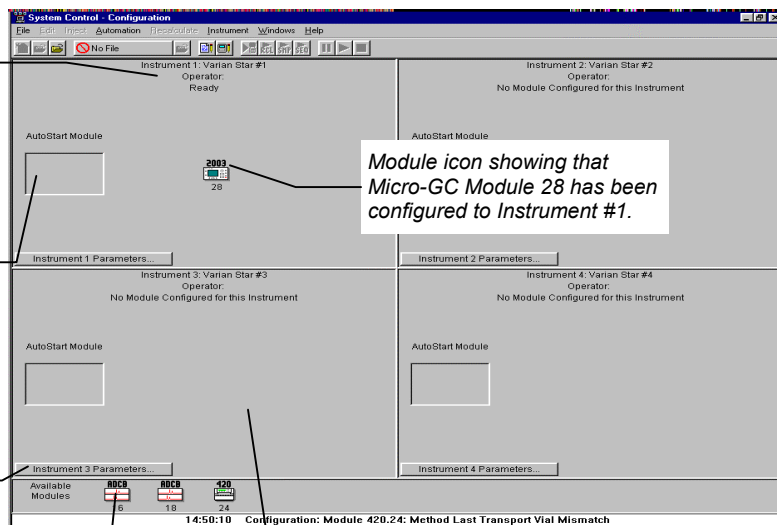 System Control - Configuration
File Edit Inject Automation Recalculate Instrument Windows Help
No File
RCL SMP SEQ
Instrument 1: Varian Star #1
Operator:
Ready
AutoStart Module
2003
28
Instrument 1 Parameters...
Instrument 2: Varian Star #2
Operator:
No Module Configured for this Instrument
AutoStart Module
Module icon showing that
Micro-GC Module 28 has been
configured to Instrument #1.
Instrument 2 Parameters...
Instrument 3: Varian Star #3
Operator:
No Module Configured for this Instrument
AutoStart Module
Instrument 3 Parameters...
Instrument 4: Varian Star #4
Operator:
No Module Configured for this Instrument
AutoStart Module
Instrument 4 Parameters...
Available
Modules
ADCB ADCB 420
16 18 24
14:50:10 Configuration: Module 420.24: Method Last Transport Vial Mismatch